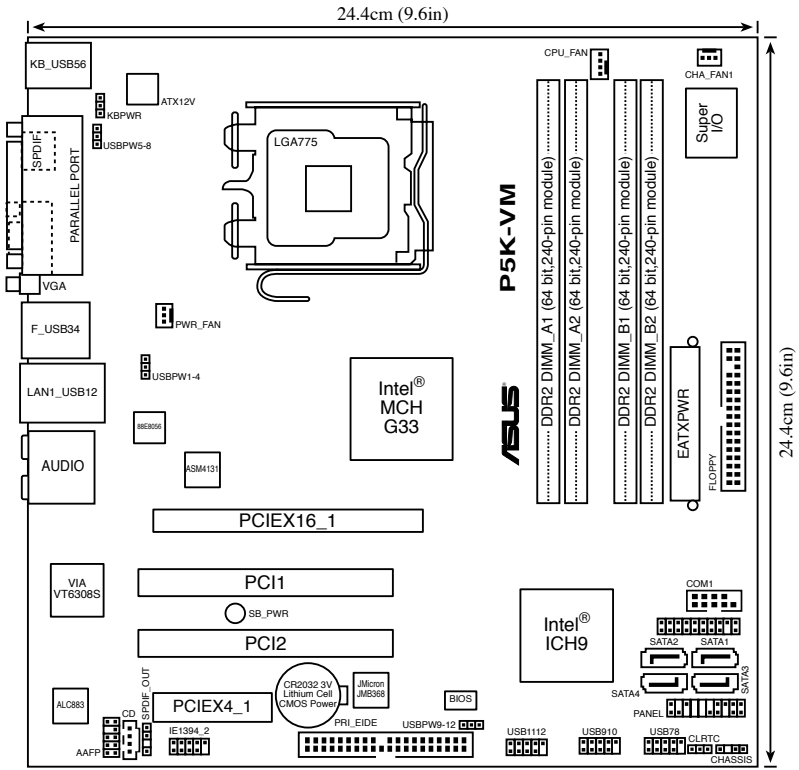 24.4cm (9.6in)
KB_USB56
CPU_FAN
CHA_FAN1
ATX12V
KBPWR
USBPW5-8
SPDIF
PARALLEL PORT
LGA775
Super
I/O
P5K-VM
DDR2 DIMM_A1 (64 bit,240-pin module)
DDR2 DIMM_A2 (64 bit,240-pin module)
DDR2 DIMM_B1 (64 bit,240-pin module)
DDR2 DIMM_B2 (64 bit,240-pin module)
VGA
F_USB34
PWR_FAN
LAN1_USB12
USBPW1-4
Intel®
MCH
G33
ASUS
EATXPWR
FLOPPY
24.4cm (9.6in)
88E8056
AUDIO
ASM4131
PCIEX16_1
VIA
VT6308S
PCI1
SB_PWR
PCI2
Intel®
ICH9
COM1
SATA2
SATA1
SATA3
SATA4
ALC883
CD
SPDIF_OUT
PCIEX4_1
CR2032 3V
Lithium Cell
CMOS Power
JMicron
JMB368
BIOS
PANEL
AAFP
IE1394_2
PRI_EIDE
USBPW9-12
USB1112
USB910
USB78
CLRTC
CHASSIS